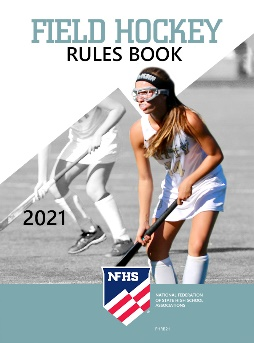 FIELD HOCKEY
RULES BOOK
2021
NFHS
NATIONAL FEDERATION
OF STATE HIGH SCHOOL
ASSOCIATIONS